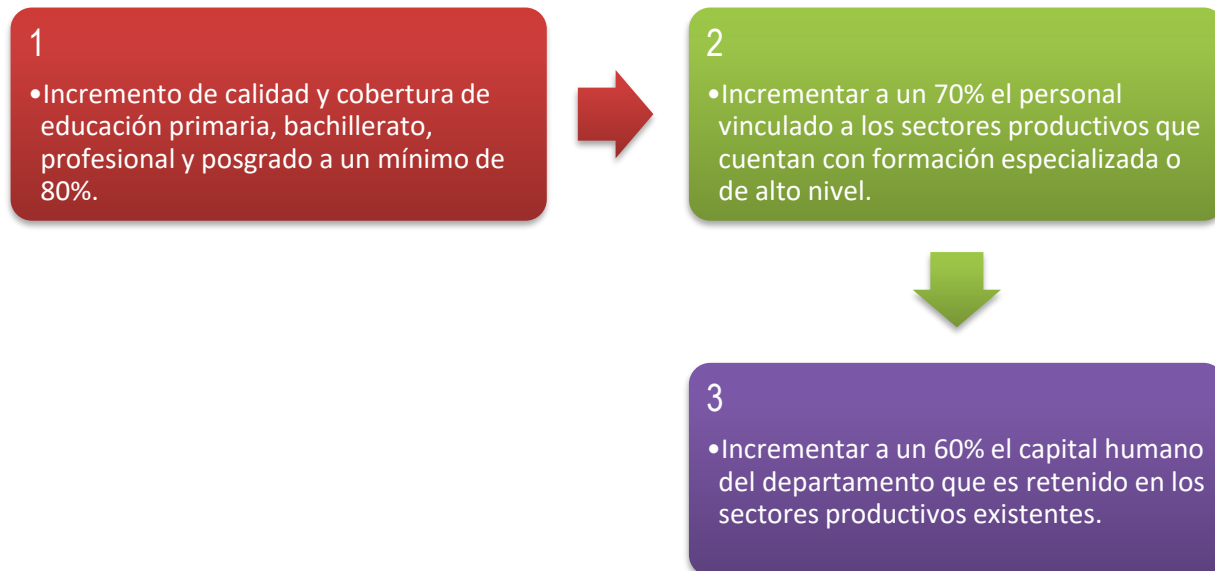 1
•Incremento de calidad y cobertura de
educación primaria, bachillerato,
profesional y posgrado a un mínimo de
80%.
2
•Incrementar a un 70% el personal
vinculado a los sectores productivos que
cuentan con formación especializada o
de alto nivel.
3
•Incrementar a un 60% el capital humano
del departamento que es retenido en los
sectores productivos existentes.